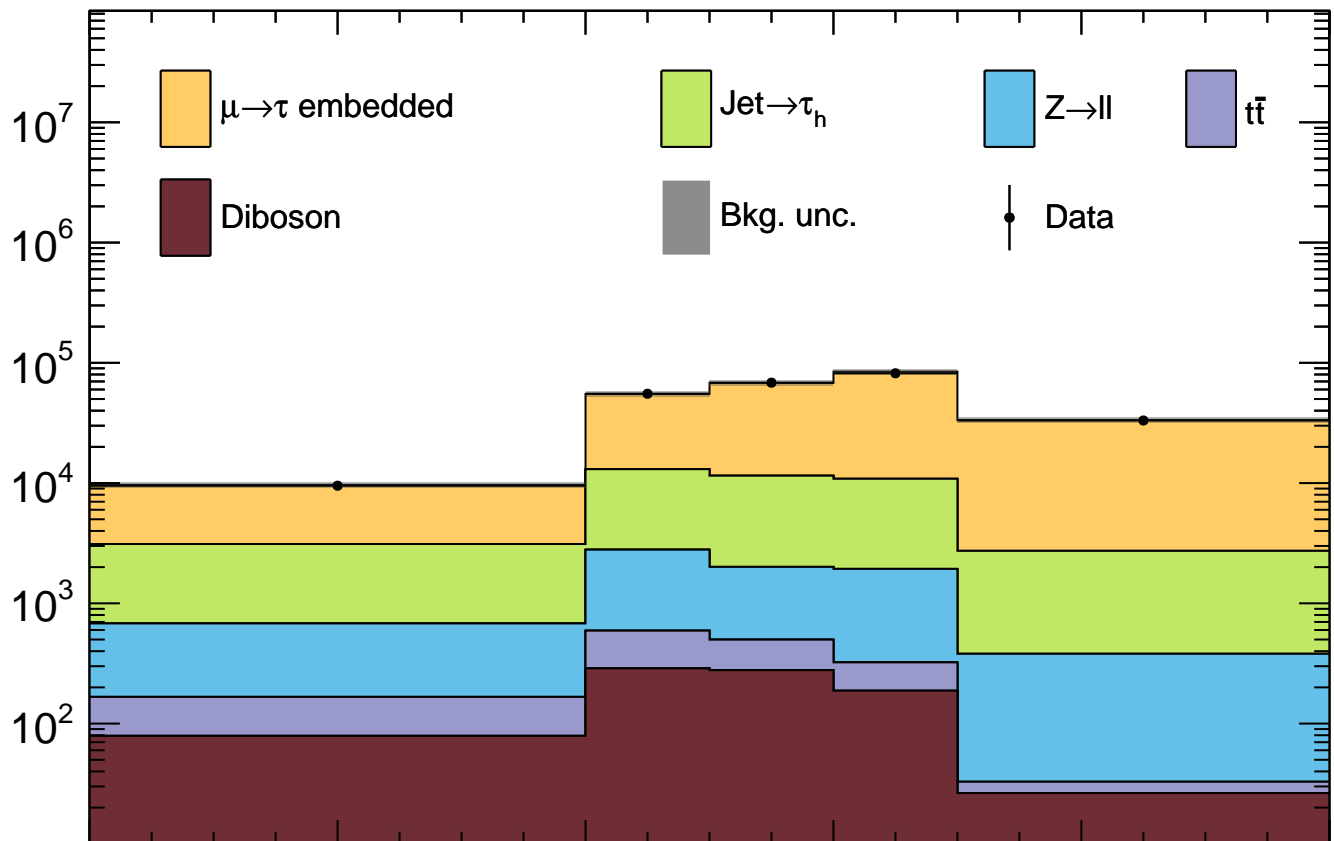 μ→τ embedded
Jet→τₕ
Z→ll
tt̄
Diboson
Bkg. unc.
Data
10⁷
10⁶
10⁵
10⁴
10³
10²